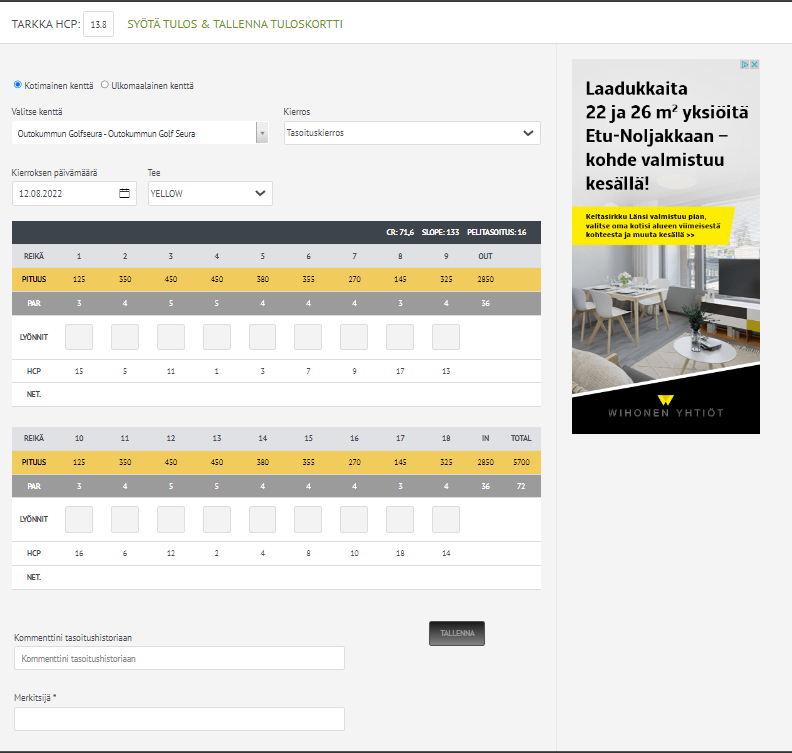 TARKKA HCP: 13.8 SYÖTÄ TULOS & TALLENNA TULOSKORTTI
Kotimainen kenttä Ulkomaalainen kenttä
Valitse kenttä Kierros
Outokummun Golfseura - Outokummun Golf Seura Tasoituskierros
Kierroksen päivämäärä Tee
12.08.2022 YELLOW
CR: 71,6 SLOPE: 133 PELITASOITUS: 16
REIKÄ 1 2 3 4 5 6 7 8 9 OUT
PITUUS 125 350 450 450 380 355 270 145 325 2850
PAR 3 4 5 5 4 4 4 3 4 36
LYÖNNIT
HCP 15 5 11 1 3 7 9 17 13
NET.
REIKÄ 10 11 12 13 14 15 16 17 18 IN TOTAL
PITUUS 125 350 450 450 380 355 270 145 325 2850 5700
PAR 3 4 5 5 4 4 4 3 4 36 72
LYÖNNIT
HCP 16 6 12 2 4 8 10 18 14
NET.
TALLENNA
Kommenttini tasoitushistoriaan
Kommenttini tasoitushistoriaan
Merkitsijä *
Laadukkaita
22 ja 26 m² yksiöitä
Etu-Noljakkaan –
kohde valmistuu
kesällä!
Keltasirkku Länsi valmistuu pian,
valitse oma kotisi alueen viimeisestä
kohteesta ja muuta kesällä >>
WIHONEN YHTIÖT